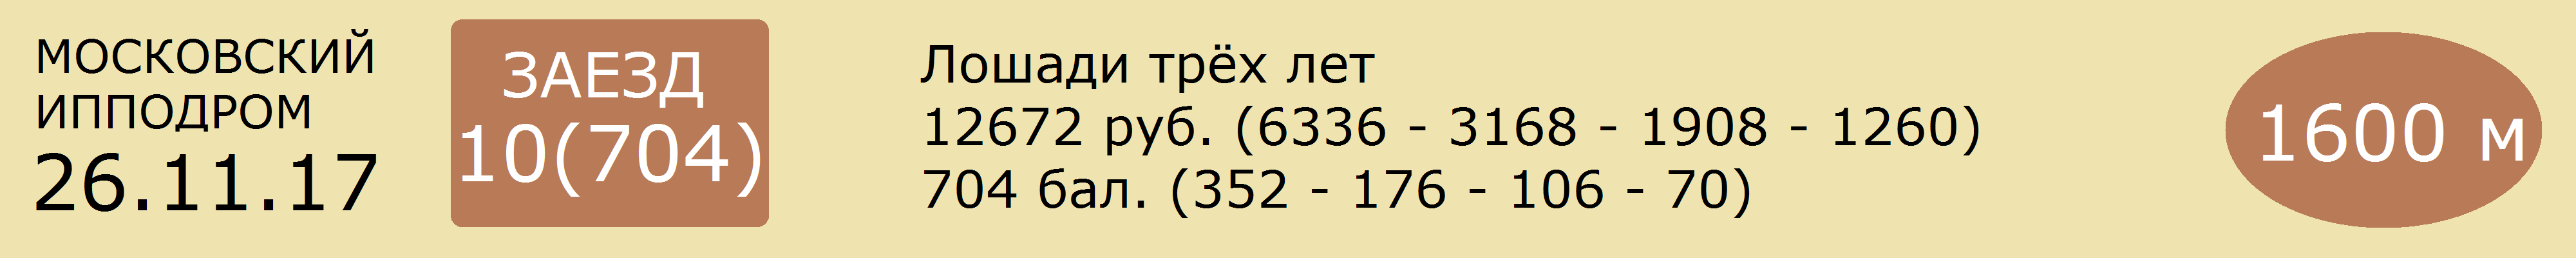 МОСКОВСКИЙ
ИППОДРОМ
26.11.17
ЗАЕЗД
10(704)
Лошади трёх лет
12672 руб. (6336 - 3168 - 1908 - 1260)
704 бал. (352 - 176 - 106 - 70)
1600 м